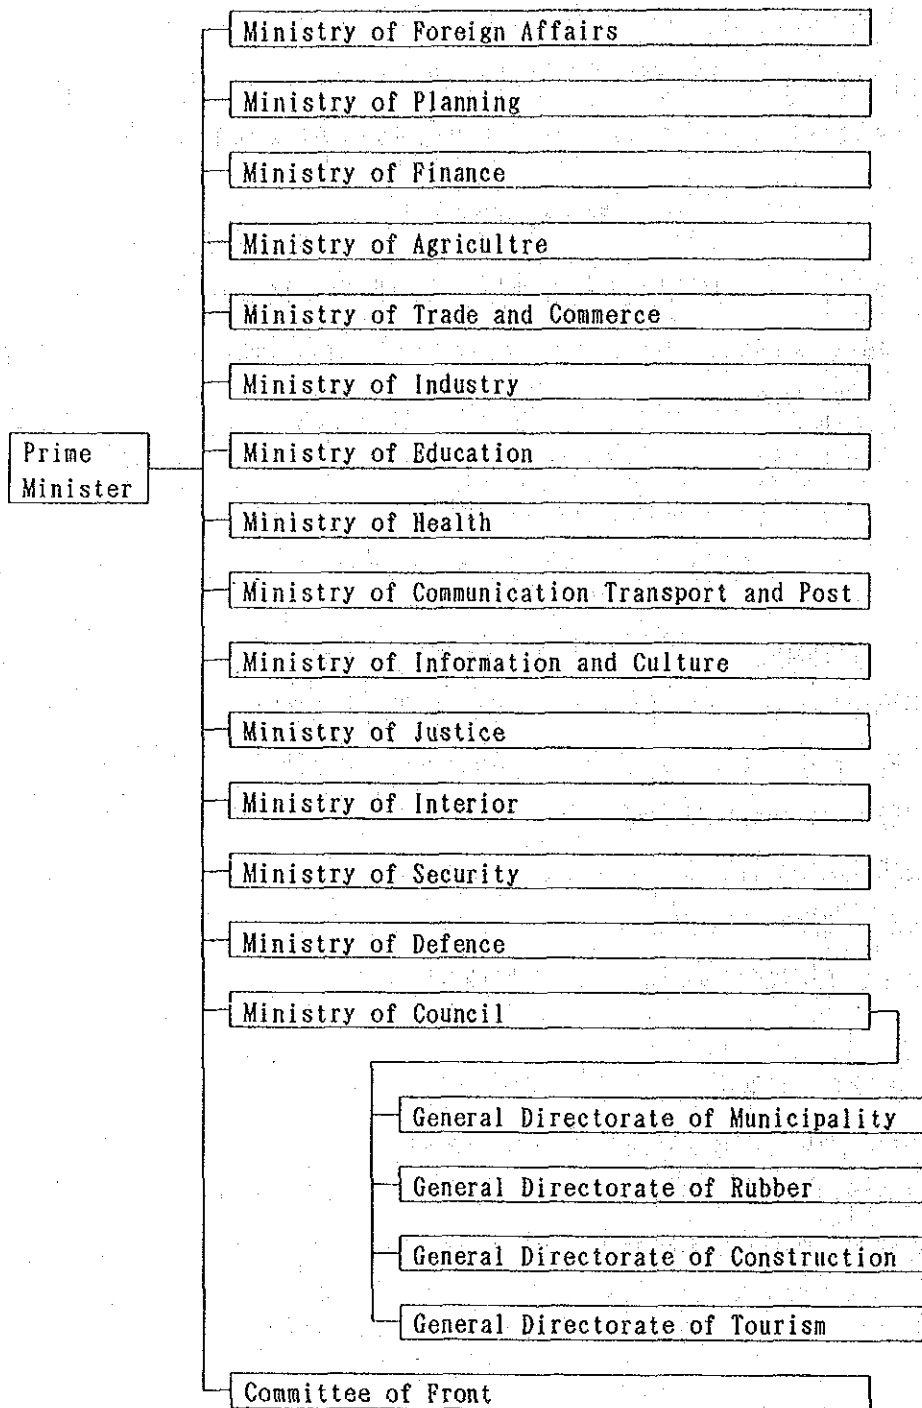 Ministry of Foreign Affairs
Ministry of Planning
Ministry of Finance
Ministry of Agricultre
Ministry of Trade and Commerce
Ministry of Industry
Prime
Minister
Ministry of Education
Ministry of Health
Ministry of Communication Transport and Post
Ministry of Information and Culture
Ministry of Justice
Ministry of Interior
Ministry of Security
Ministry of Defence
Ministry of Council
General Directorate of Municipality
General Directorate of Rubber
General Directorate of Construction
General Directorate of Tourism
Committee of Front